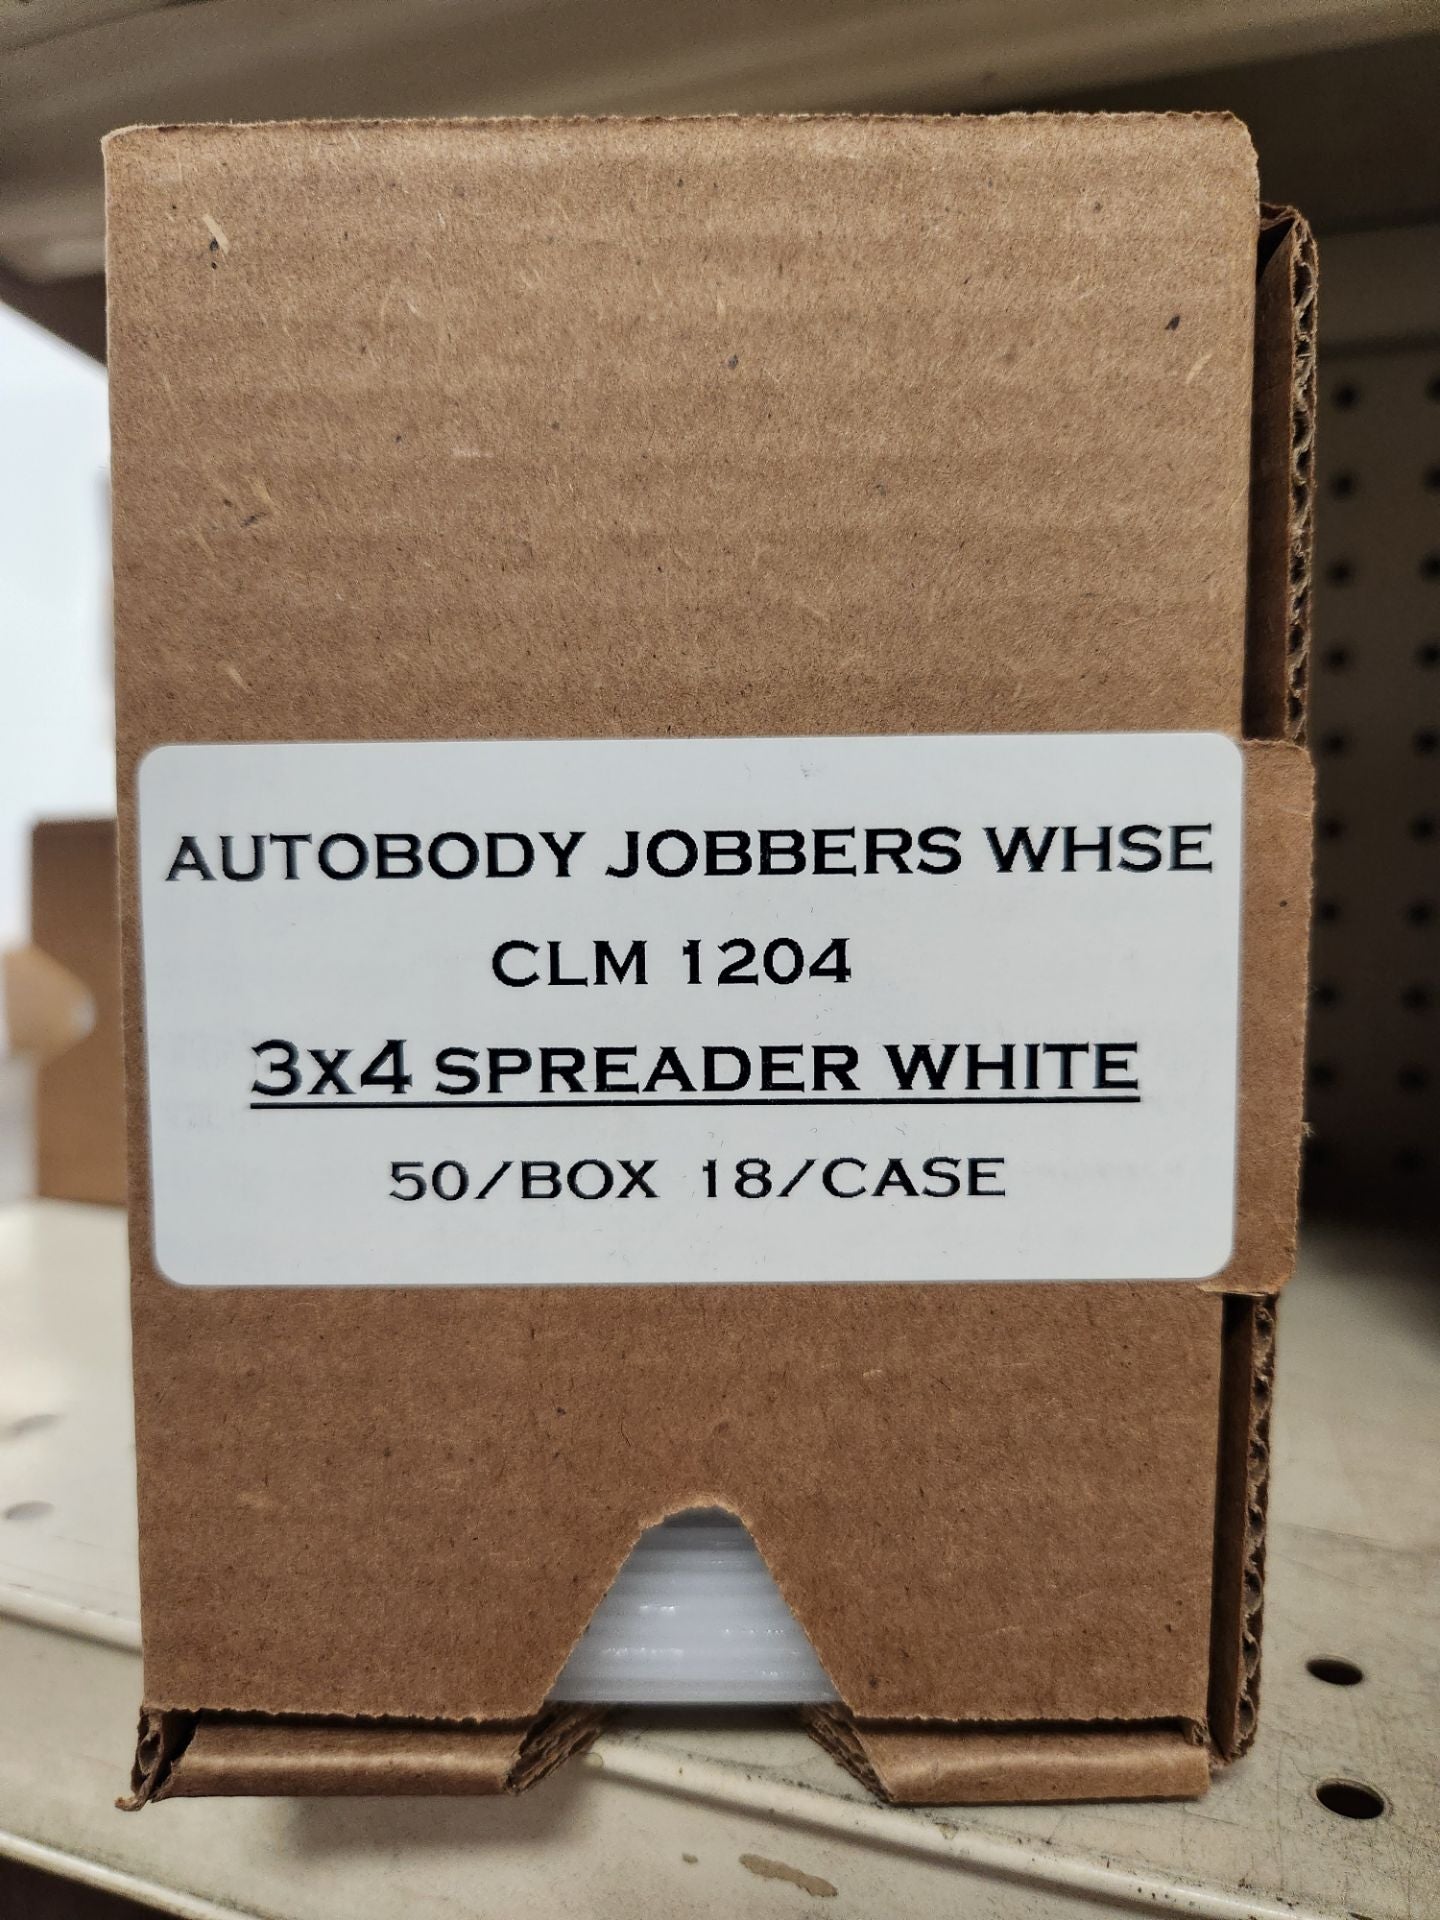 AUTOBODY JOBBERS WHSE
CLM 1204
3x4 SPREADER WHITE
50/BOX 18/CASE